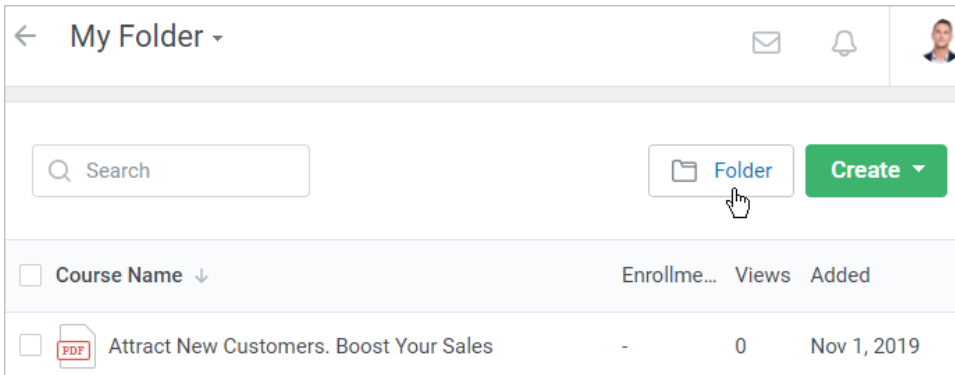 My Folder
Search
Folder
Create
Course Name Enrollme... Views Added
PDF Attract New Customers. Boost Your Sales - 0 Nov 1, 2019